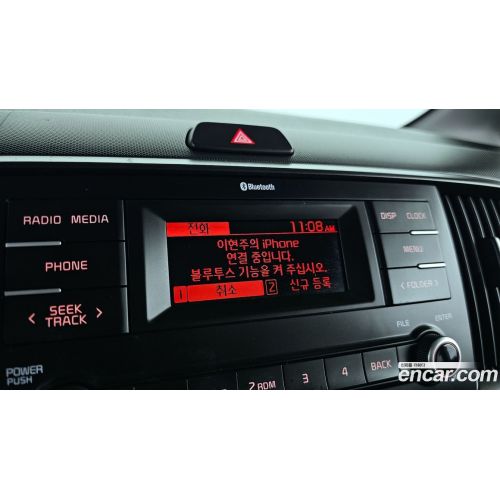 Bluetooth
RADIO MEDIA
PHONE
SEEK
TRACK
POWER
PUSH
전화 11:08 AM
이현주의 iPhone
연결 중입니다.
블루투스 기능을 켜 주십시오.
1 취소 2 신규 등록
DISP CLOCK
MENU
< FOLDER >
FILE ENTER
2 RDM 3 4 BACK
encar.com